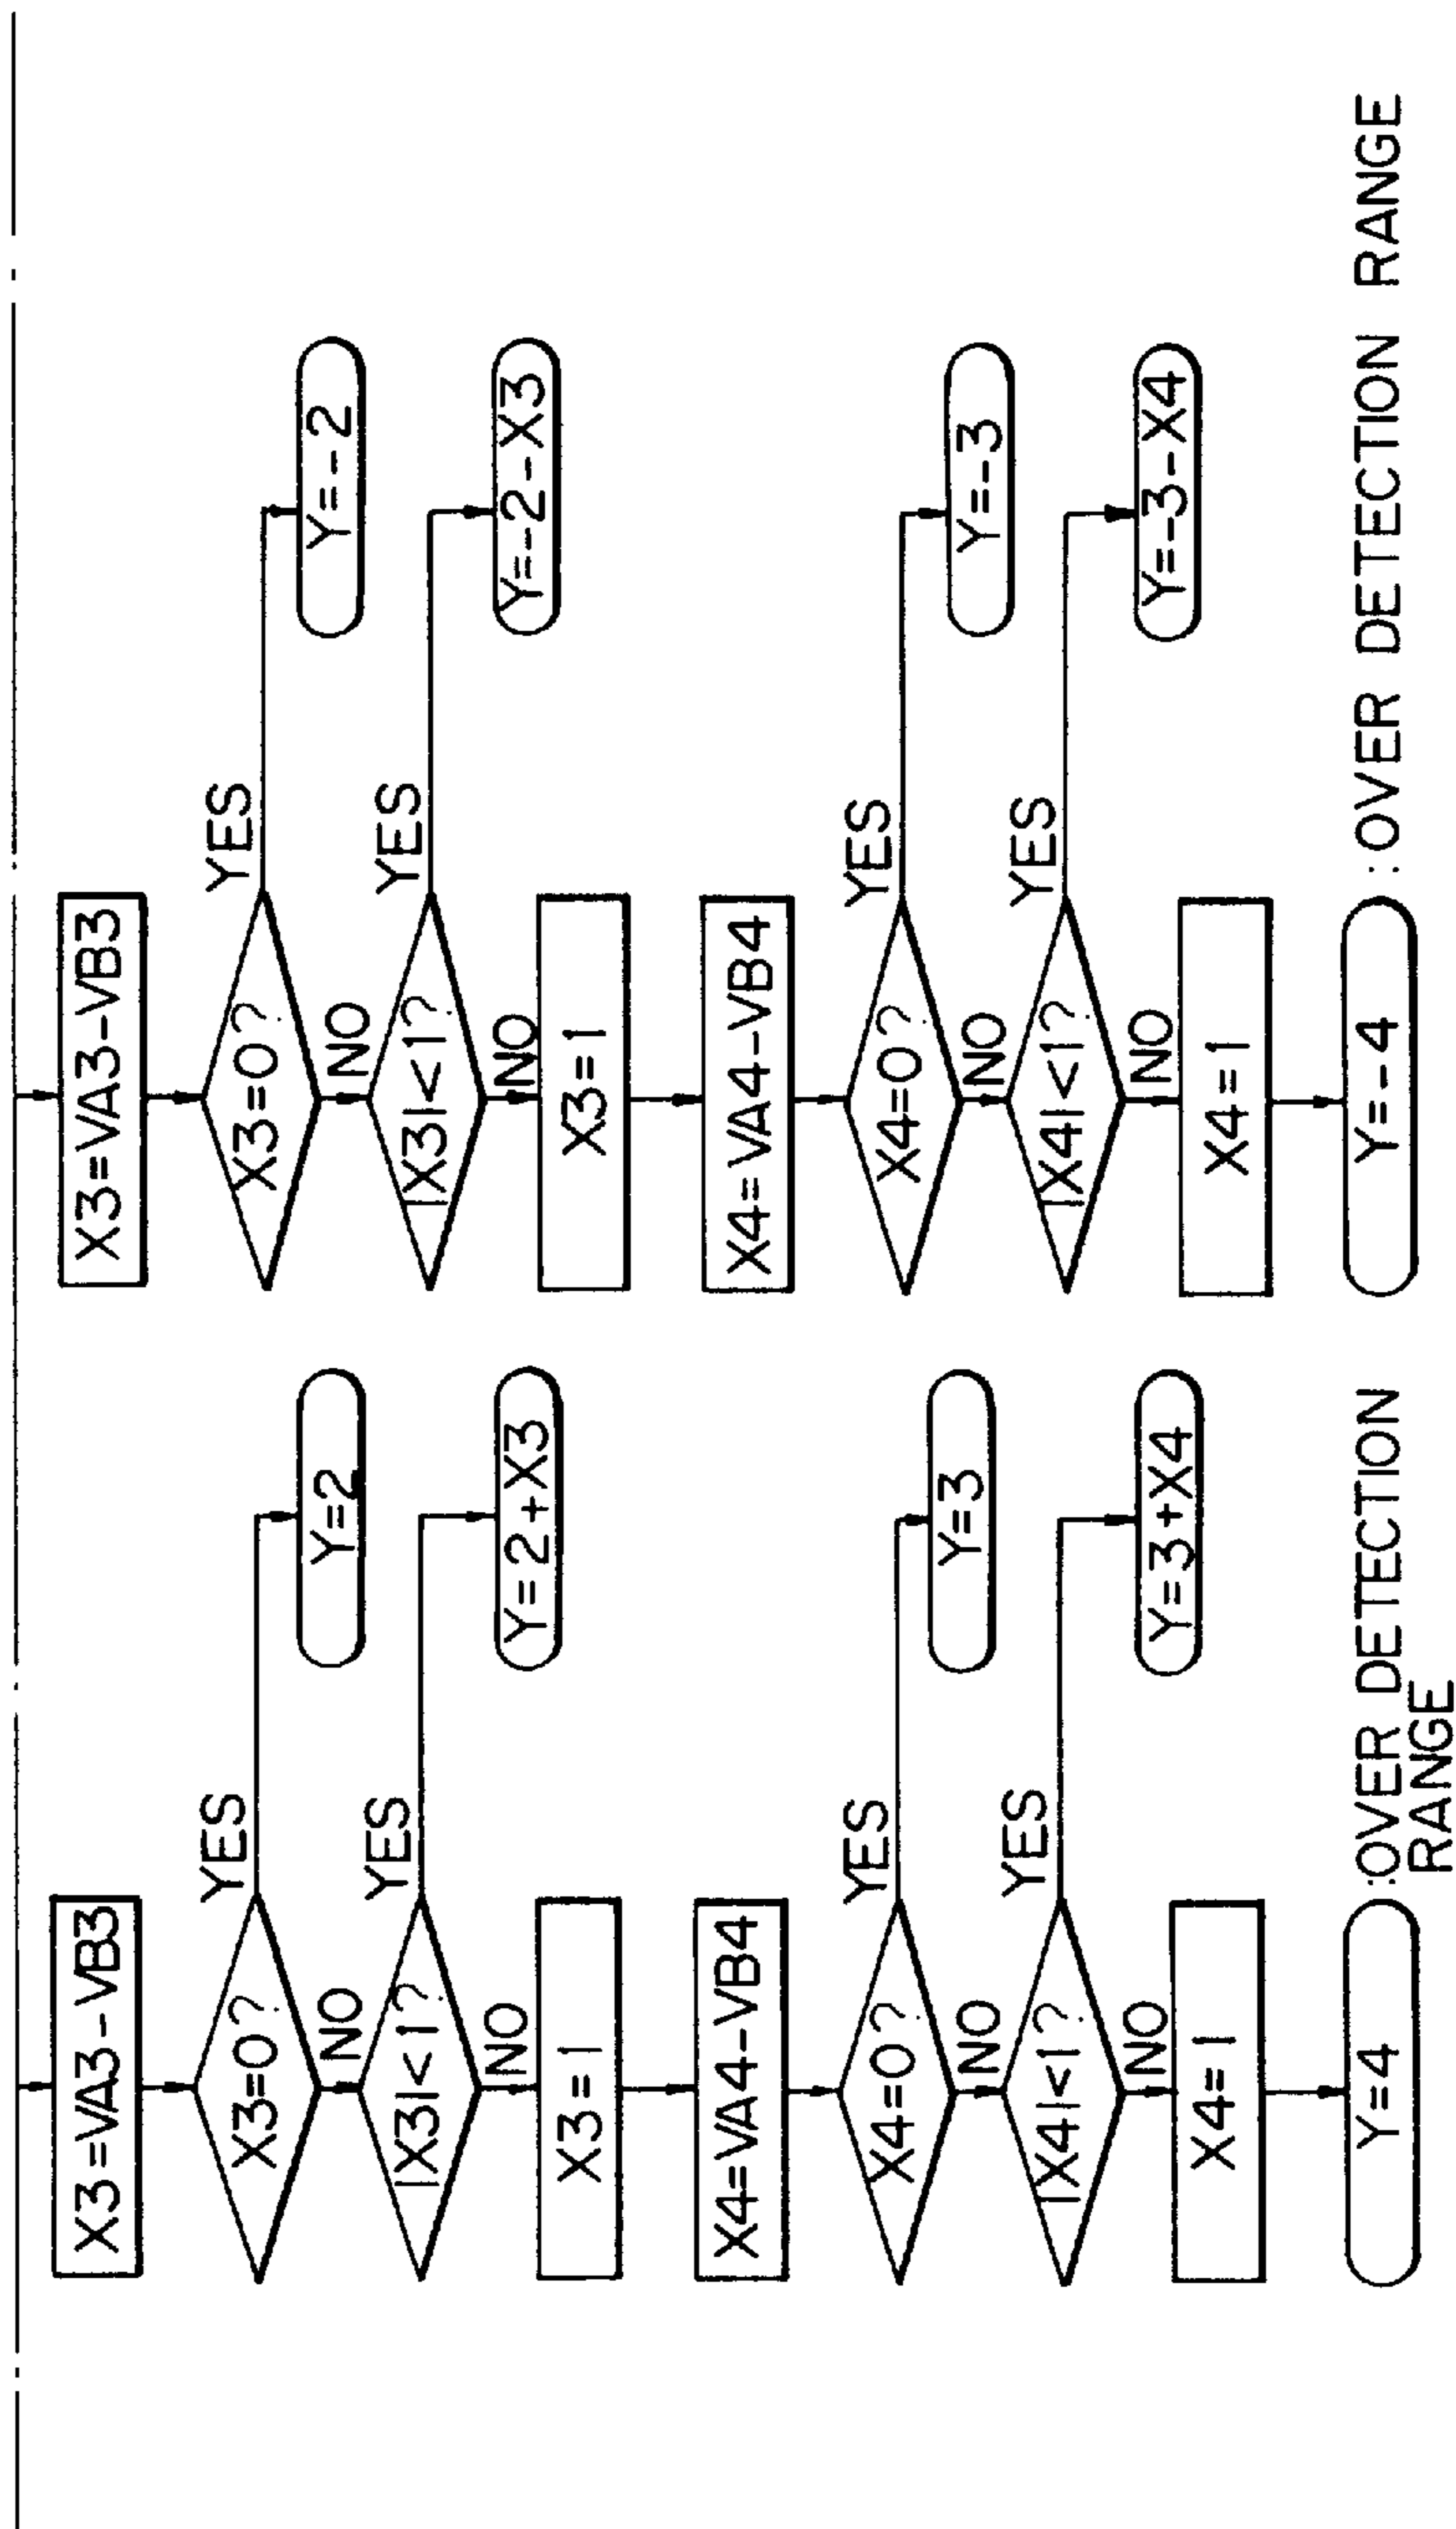 X3=VA3-VB3
X3=0?
YES
Y=2
NO
|X3|<1?
YES
Y=2+X3
NO
X3=1
X4=VA4-VB4
X4=0?
YES
Y=3
NO
|X4|<1?
YES
Y=3+X4
NO
X4=1
Y=4
:OVER DETECTION
RANGE
X3=VA3-VB3
X3=0?
YES
Y=-2
NO
|X3|<1?
YES
Y=-2-X3
NO
X3=1
X4=VA4-VB4
X4=0?
YES
Y=-3
NO
|X4|<1?
YES
Y=-3-X4
NO
X4=1
Y=-4
:OVER DETECTION RANGE